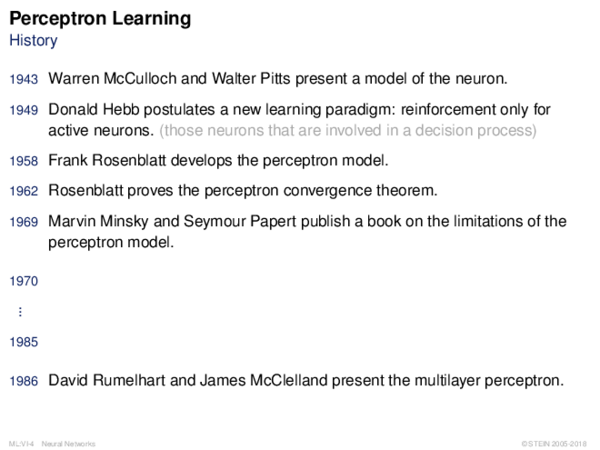 Perceptron Learning
History
1943 Warren McCulloch and Walter Pitts present a model of the neuron.
1949 Donald Hebb postulates a new learning paradigm: reinforcement only for
active neurons. (those neurons that are involved in a decision process)
1958 Frank Rosenblatt develops the perceptron model.
1962 Rosenblatt proves the perceptron convergence theorem.
1969 Marvin Minsky and Seymour Papert publish a book on the limitations of the
perceptron model.
1970
⋮
1985
1986 David Rumelhart and James McClelland present the multilayer perceptron.
ML:VI-4 Neural Networks © STEIN 2005-2018